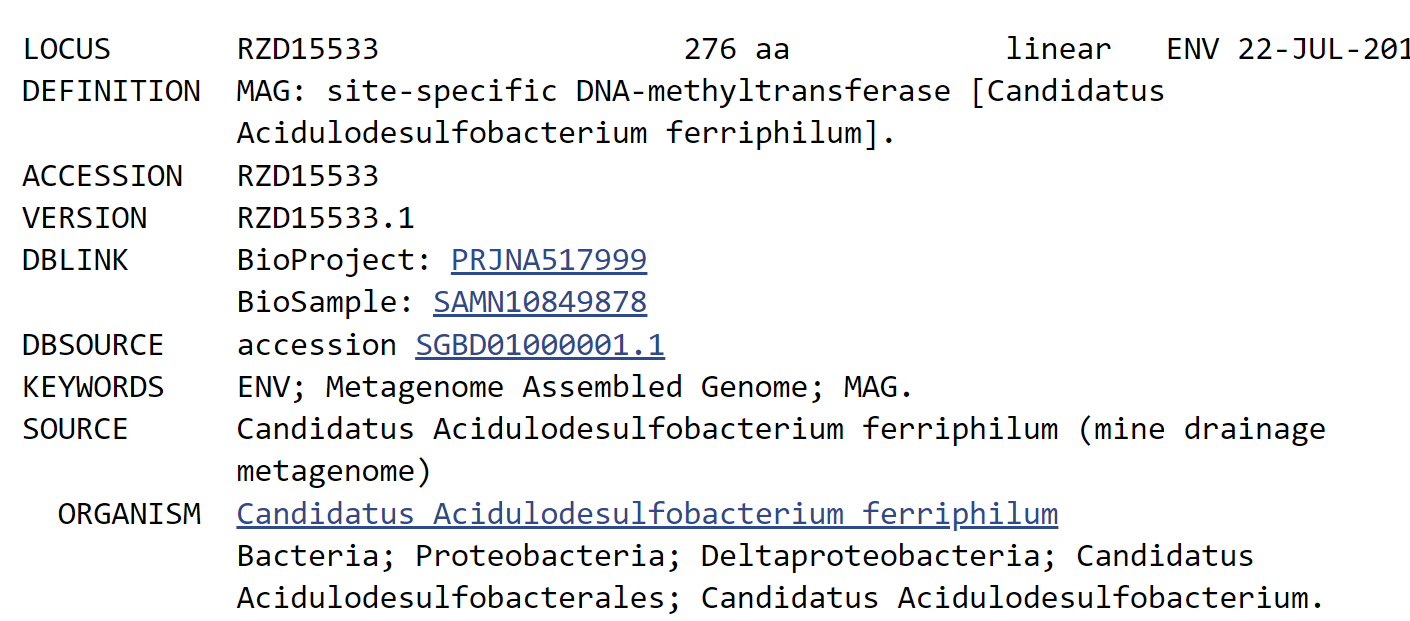 LOCUS       RZD15533                 276 aa            linear   ENV 22-JUL-201
DEFINITION  MAG: site-specific DNA-methyltransferase [Candidatus
            Acidulodesulfobacterium ferriphilum].
ACCESSION   RZD15533
VERSION     RZD15533.1
DBLINK      BioProject: PRJNA517999
            BioSample: SAMN10849878
DBSOURCE    accession SGBD01000001.1
KEYWORDS    ENV; Metagenome Assembled Genome; MAG.
SOURCE      Candidatus Acidulodesulfobacterium ferriphilum (mine drainage
            metagenome)
  ORGANISM  Candidatus Acidulodesulfobacterium ferriphilum
            Bacteria; Proteobacteria; Deltaproteobacteria; Candidatus
            Acidulodesulfobacterales; Candidatus Acidulodesulfobacterium.